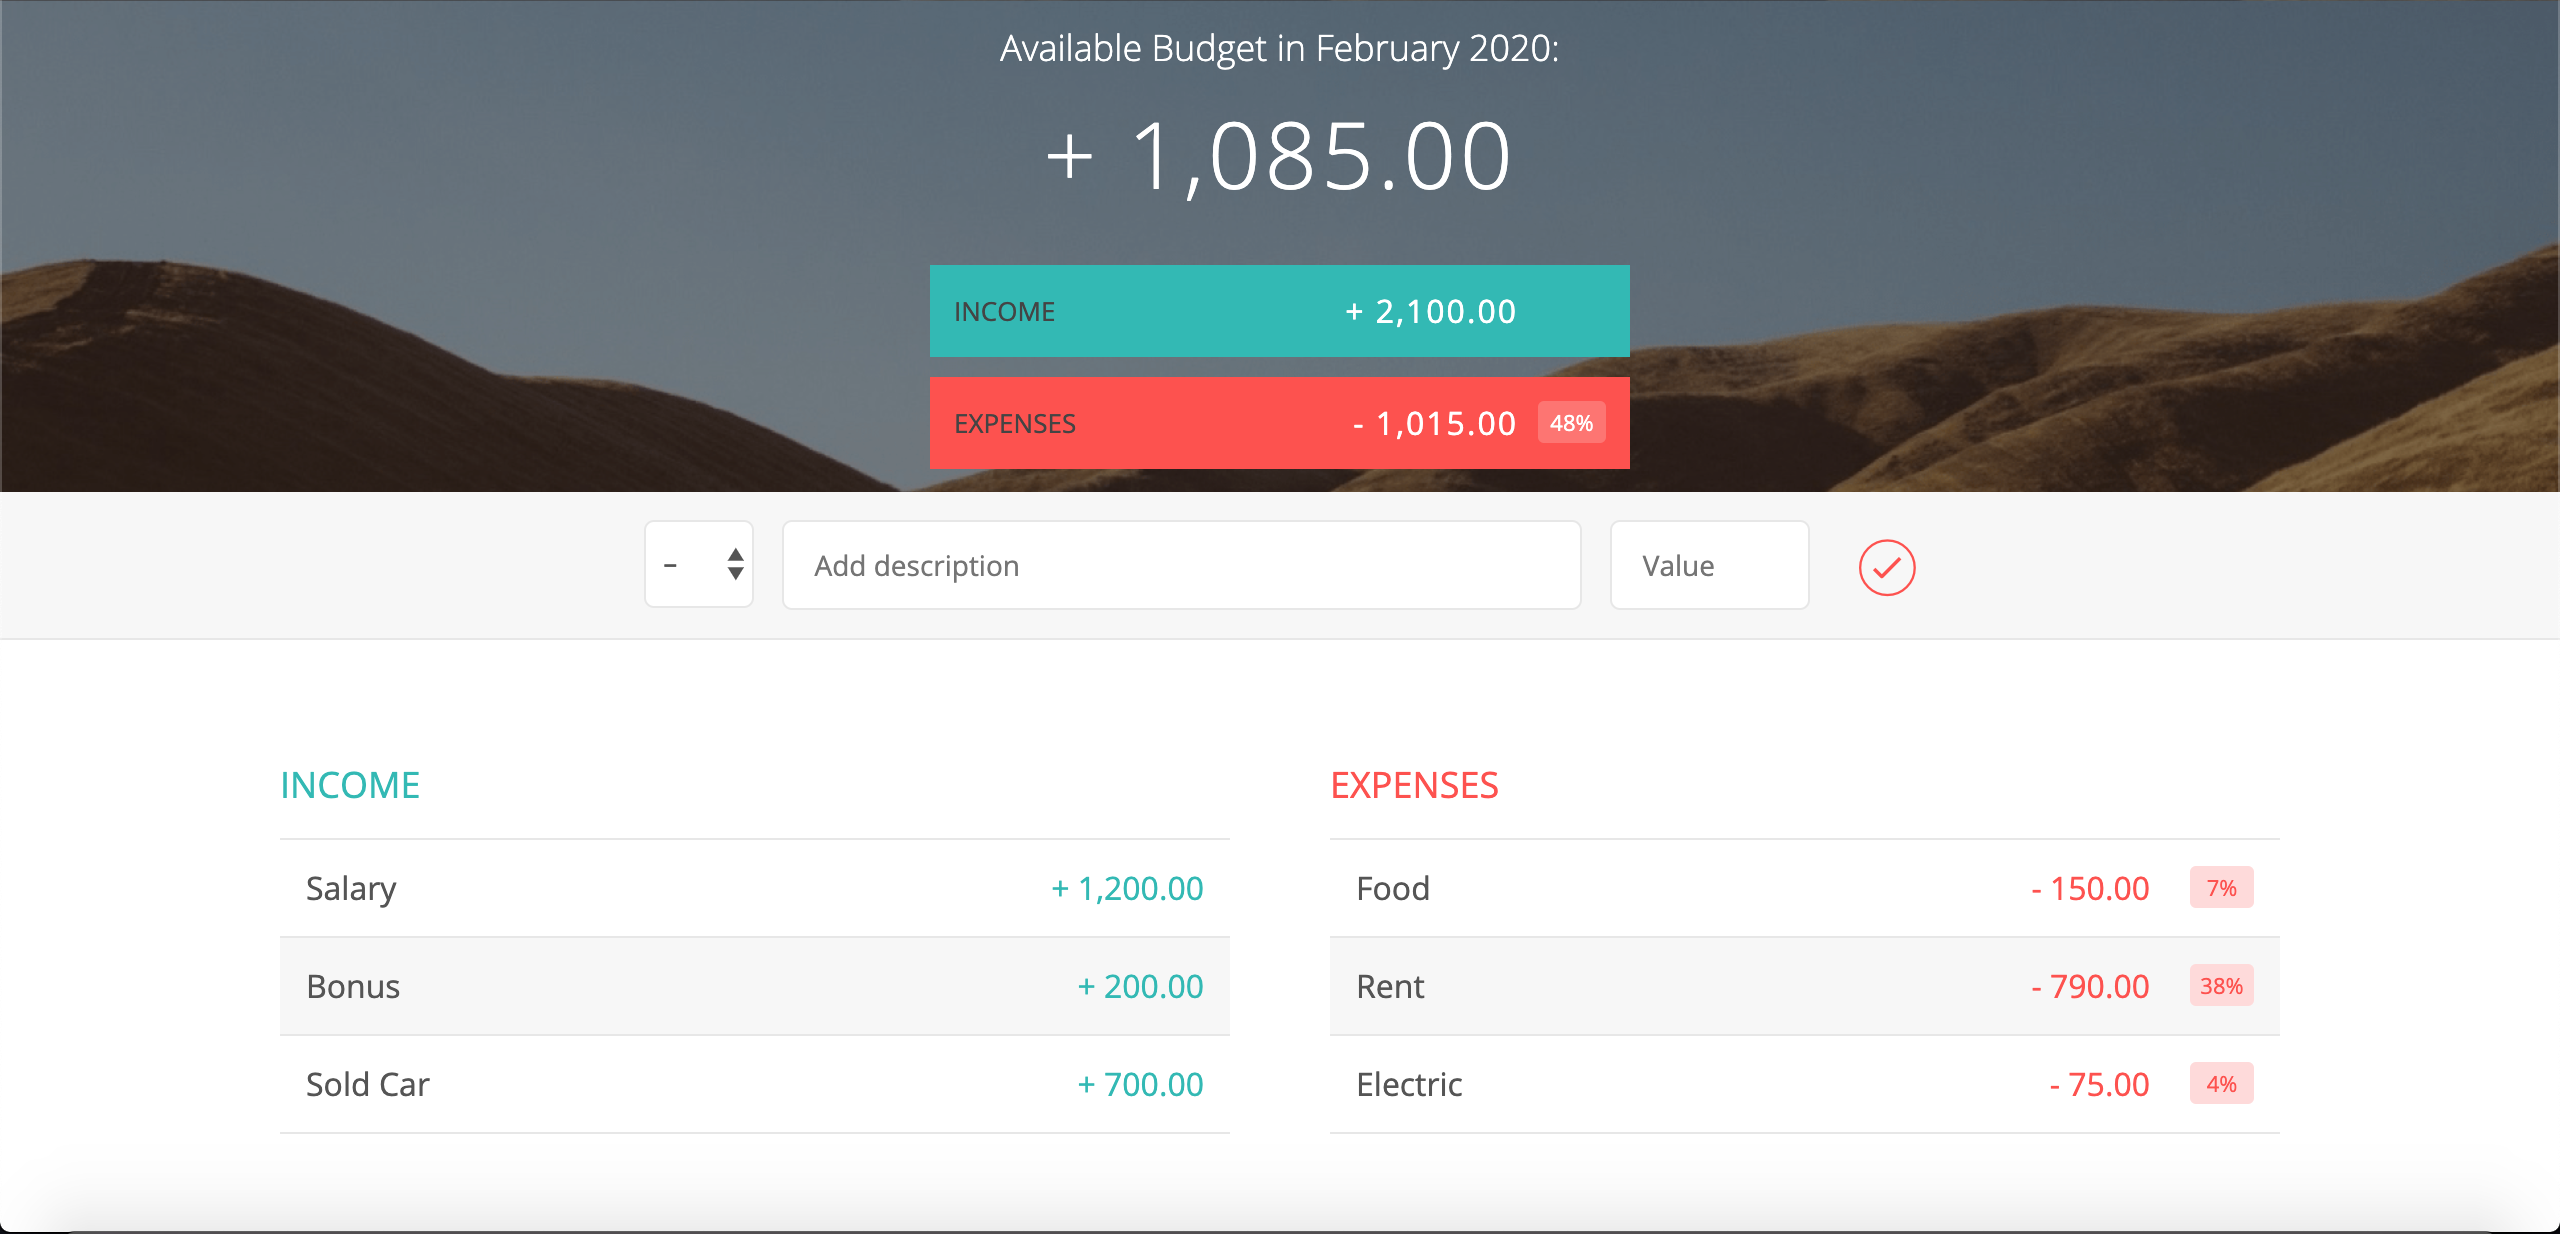 Available Budget in February 2020:
+ 1,085.00
INCOME + 2,100.00
EXPENSES - 1,015.00 48%
- Add description Value
INCOME
Salary + 1,200.00
Bonus + 200.00
Sold Car + 700.00
EXPENSES
Food - 150.00 7%
Rent - 790.00 38%
Electric - 75.00 4%